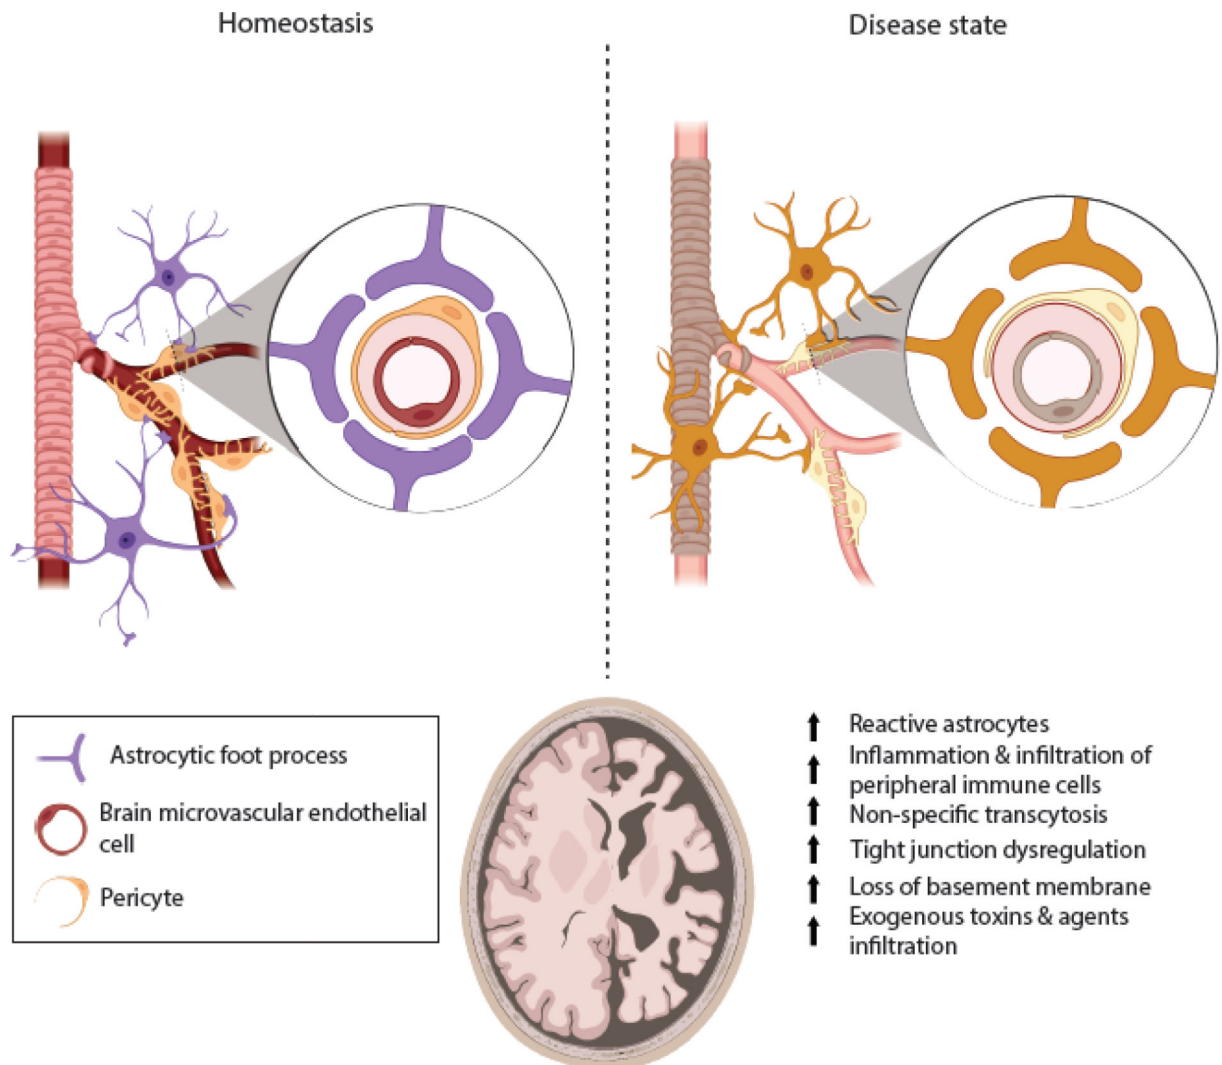 Homeostasis
Disease state
Astrocytic foot process
Brain microvascular endothelial
cell
Pericyte
Reactive astrocytes
Inflammation & infiltration of
peripheral immune cells
Non-specific transcytosis
Tight junction dysregulation
Loss of basement membrane
Exogenous toxins & agents
infiltration